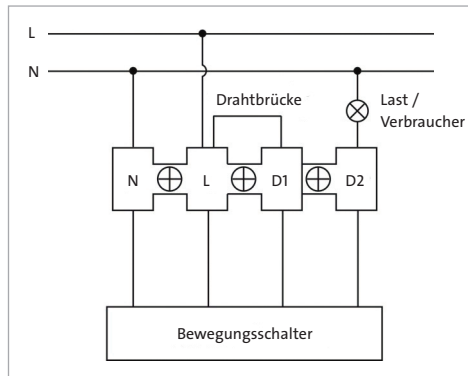 L
N
Drahtbrücke
Last /
Verbraucher
N
L
D1
D2
Bewegungsschalter